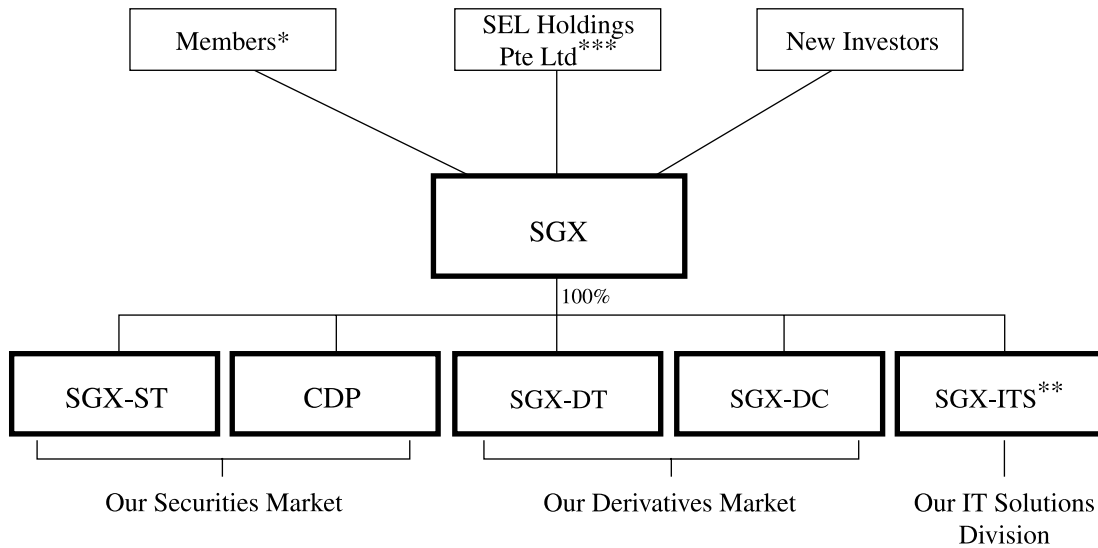 Members*
SEL Holdings
Pte Ltd***
New Investors
SGX
100%
SGX-ST
CDP
SGX-DT
SGX-DC
SGX-ITS**
Our Securities Market
Our Derivatives Market
Our IT Solutions
Division